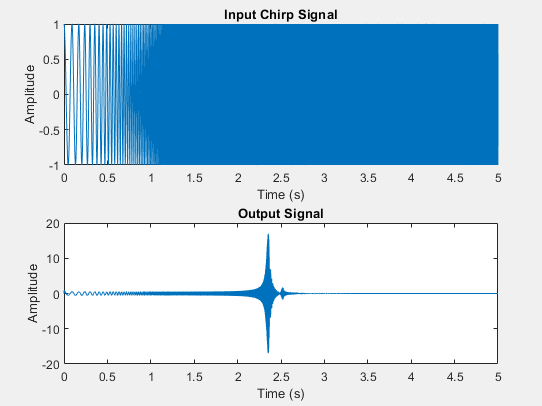 Input Chirp Signal
1
0.5
0
-0.5
-1
Amplitude
0 0.5 1 1.5 2 2.5 3 3.5 4 4.5 5
Time (s)
Output Signal
20
10
0
-10
-20
Amplitude
0 0.5 1 1.5 2 2.5 3 3.5 4 4.5 5
Time (s)